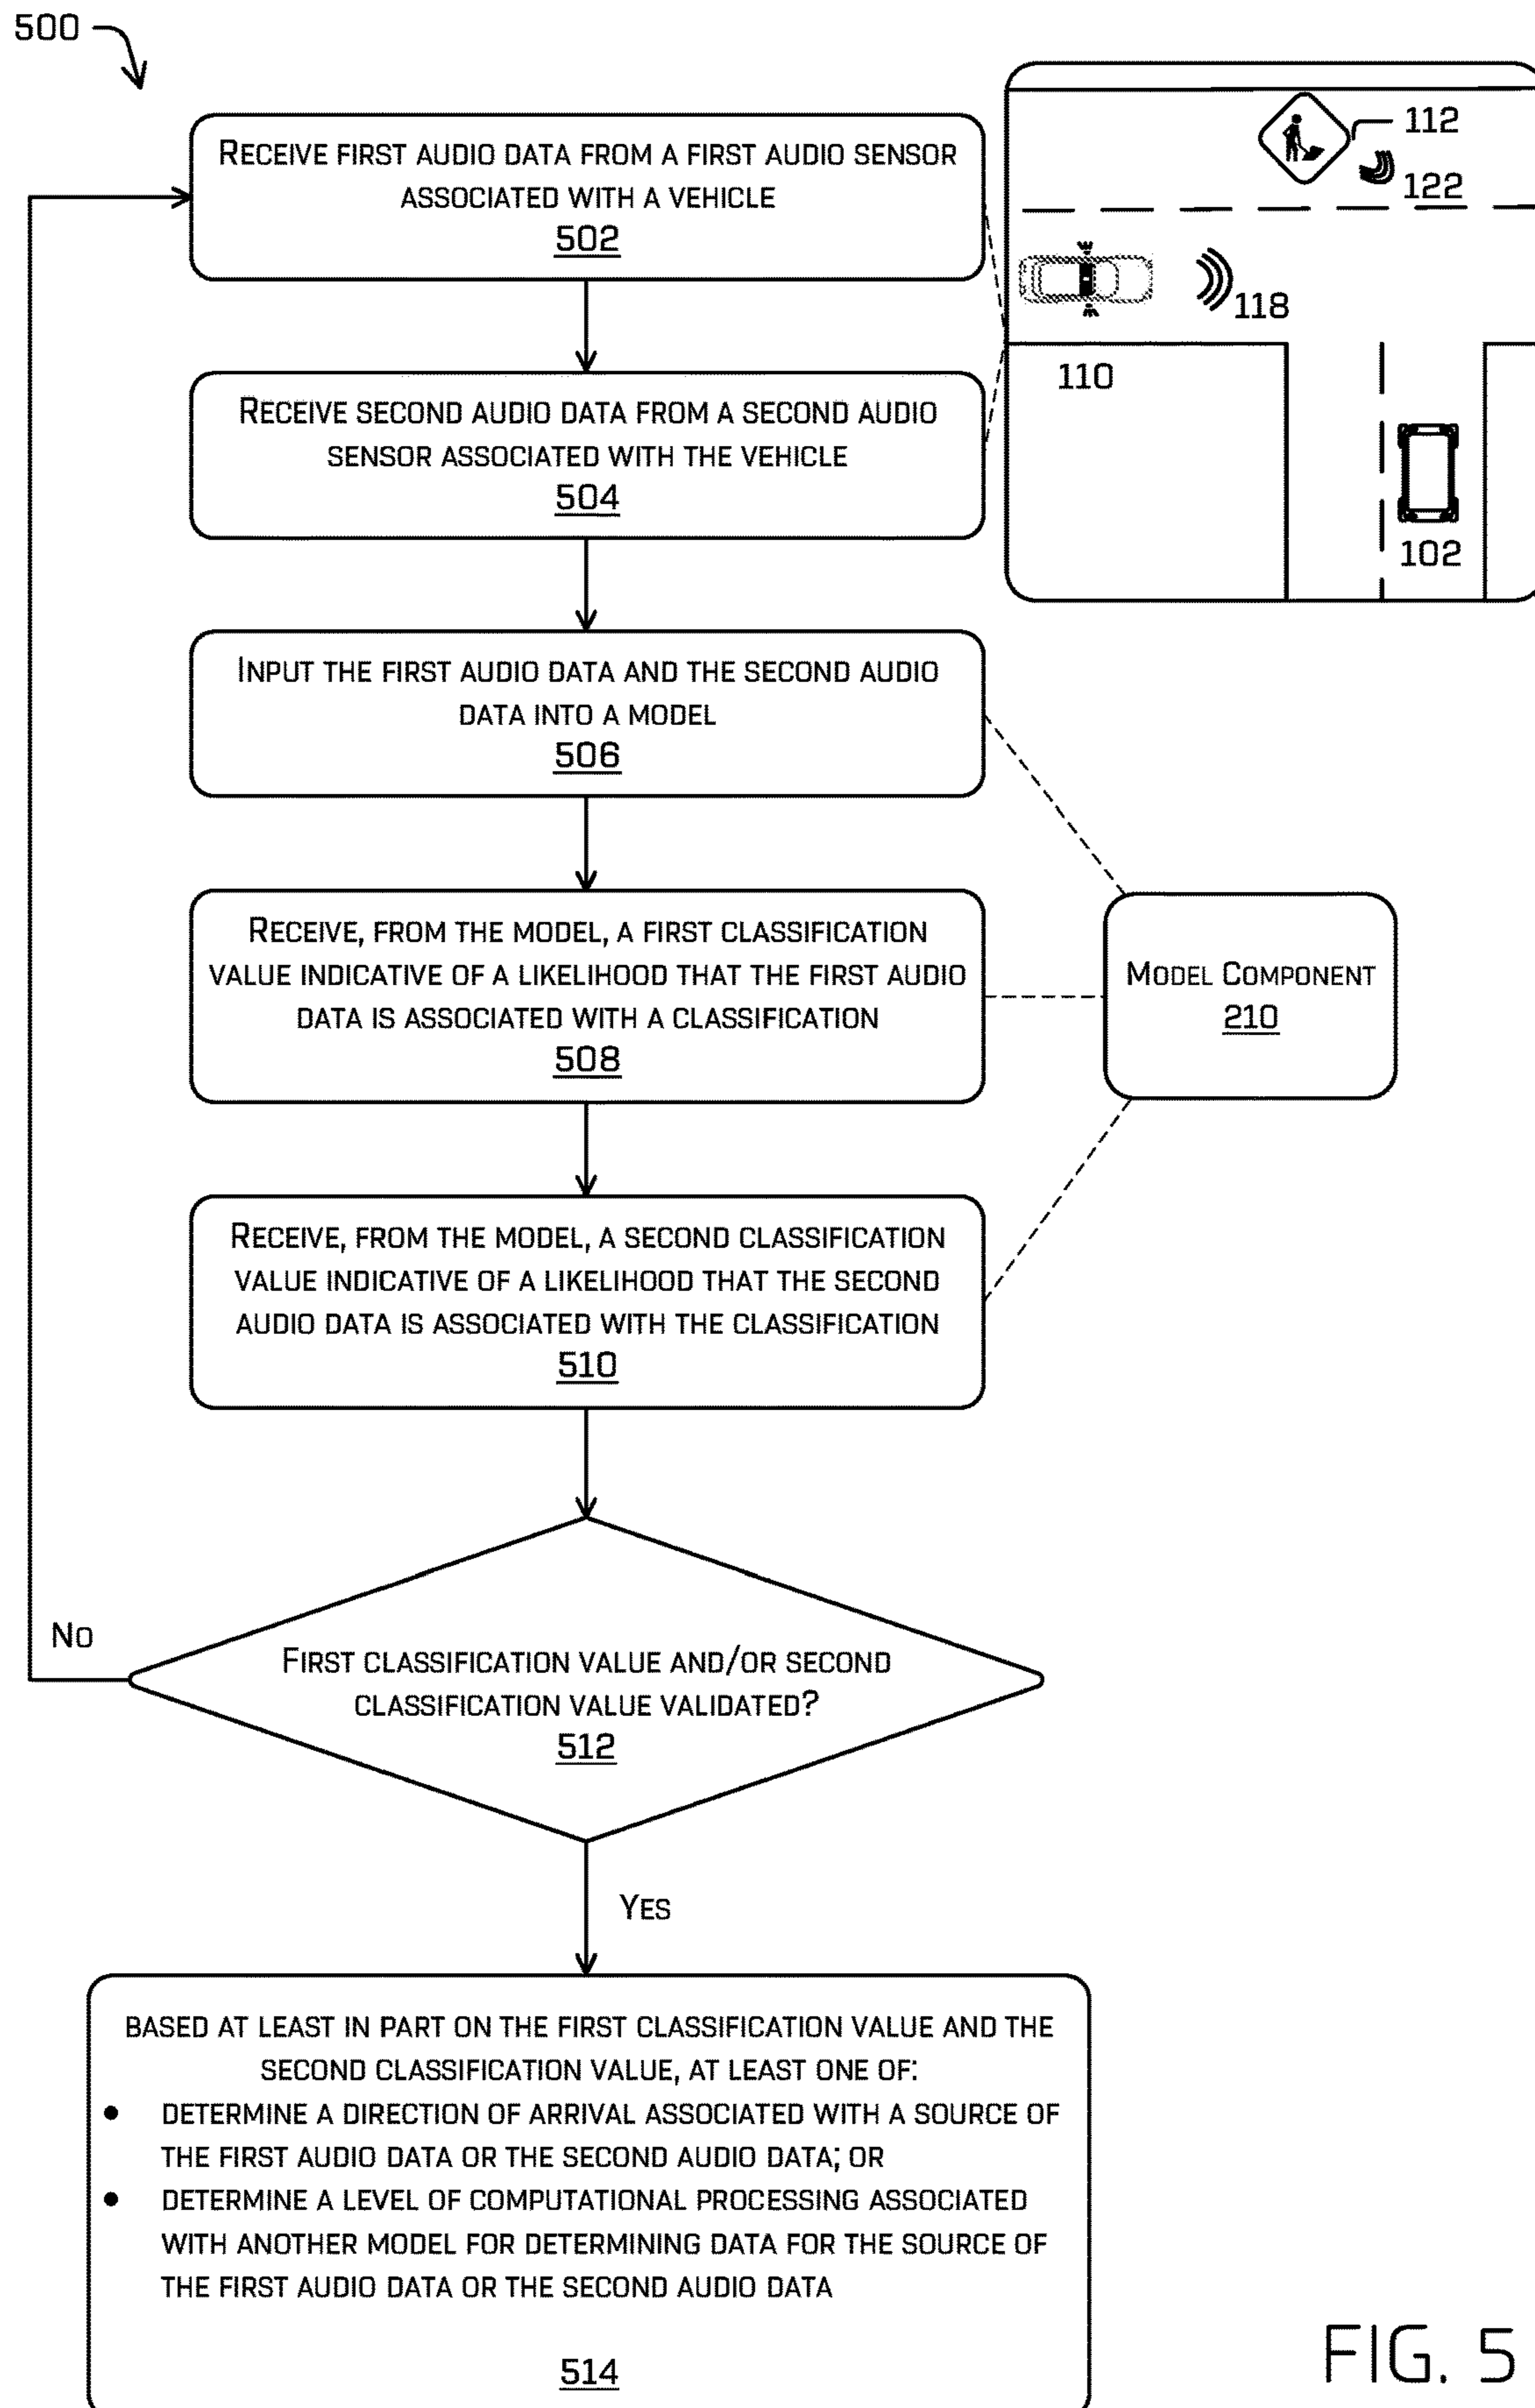 500
RECEIVE FIRST AUDIO DATA FROM A FIRST AUDIO SENSOR
ASSOCIATED WITH A VEHICLE
502
112
122
118
110
102
RECEIVE SECOND AUDIO DATA FROM A SECOND AUDIO
SENSOR ASSOCIATED WITH THE VEHICLE
504
INPUT THE FIRST AUDIO DATA AND THE SECOND AUDIO
DATA INTO A MODEL
506
RECEIVE, FROM THE MODEL, A FIRST CLASSIFICATION
VALUE INDICATIVE OF A LIKELIHOOD THAT THE FIRST AUDIO
DATA IS ASSOCIATED WITH A CLASSIFICATION
508
MODEL COMPONENT
210
RECEIVE, FROM THE MODEL, A SECOND CLASSIFICATION
VALUE INDICATIVE OF A LIKELIHOOD THAT THE SECOND
AUDIO DATA IS ASSOCIATED WITH THE CLASSIFICATION
510
NO
FIRST CLASSIFICATION VALUE AND/OR SECOND
CLASSIFICATION VALUE VALIDATED?
512
YES
BASED AT LEAST IN PART ON THE FIRST CLASSIFICATION VALUE AND THE
SECOND CLASSIFICATION VALUE, AT LEAST ONE OF:
• DETERMINE A DIRECTION OF ARRIVAL ASSOCIATED WITH A SOURCE OF
THE FIRST AUDIO DATA OR THE SECOND AUDIO DATA; OR
• DETERMINE A LEVEL OF COMPUTATIONAL PROCESSING ASSOCIATED
WITH ANOTHER MODEL FOR DETERMINING DATA FOR THE SOURCE OF
THE FIRST AUDIO DATA OR THE SECOND AUDIO DATA
514
FIG. 5